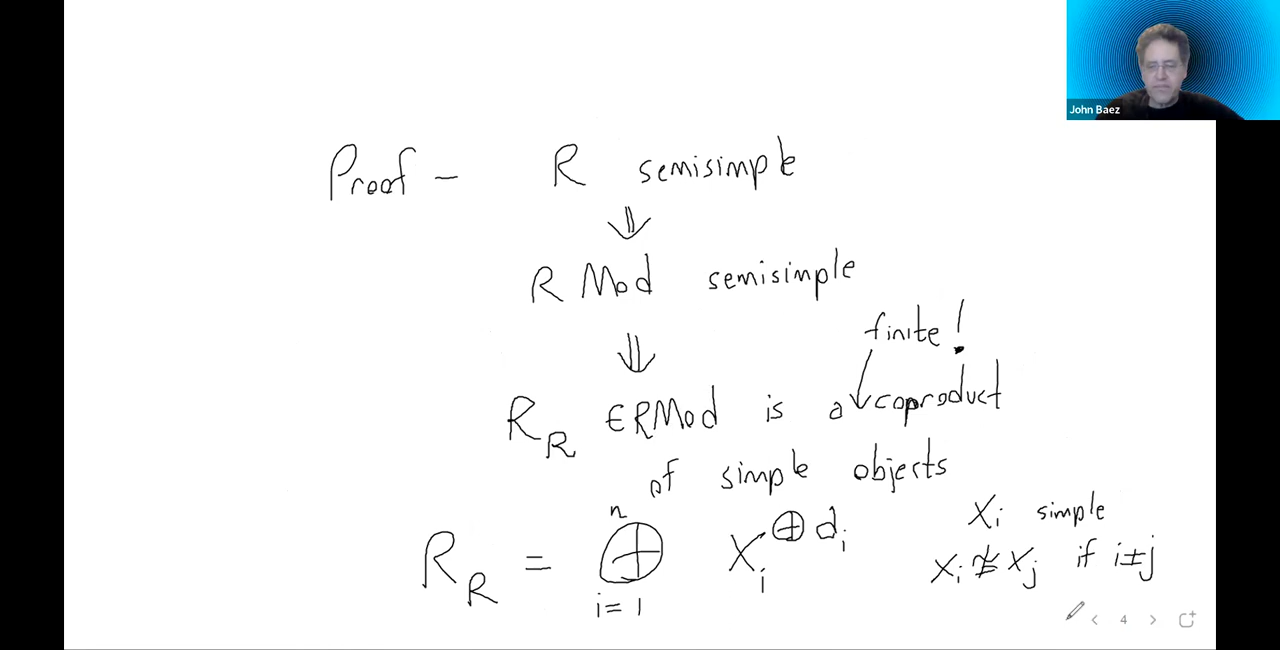 John Baez
Proof – R semisimple
⇓
R Mod semisimple
finite!
⇓
R_R ∈ RMod is a coproduct
of simple objects
R_R = ⊕_{i=1}^{n} X_i^{⊕ d_i}
X_i simple
X_i ≇ X_j if i≠j
4